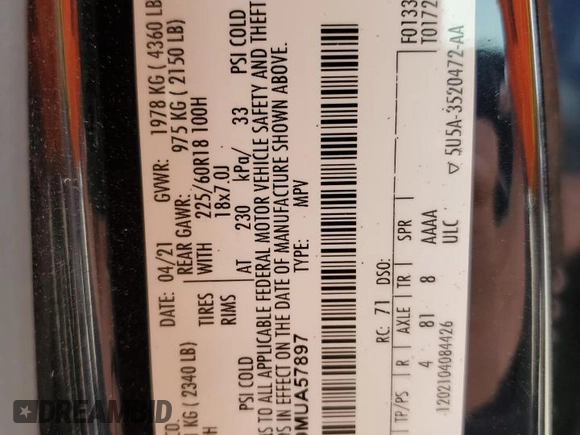 CO.
DATE: 04/21 GVWR: 1978 KG ( 4360 LB
KG ( 2340 LB) REAR GAWR: 975 KG ( 2150 LB)
H WITH 225/60R18 100H
TIRES
RIMS 18x7.0J
PSI COLD AT 230 kPa/ 33 PSI COLD
S TO ALL APPLICABLE FEDERAL MOTOR VEHICLE SAFETY AND THEFT
S IN EFFECT ON THE DATE OF MANUFACTURE SHOWN ABOVE.
MUA57897 TYPE: MPV
F0133
T0172
RC: 71 DSO:
TP/PS R AXLE TR SPR
4 81 8 AAAA
ULC
1202104084426 5U5A-3520472-AA
DREAMBID